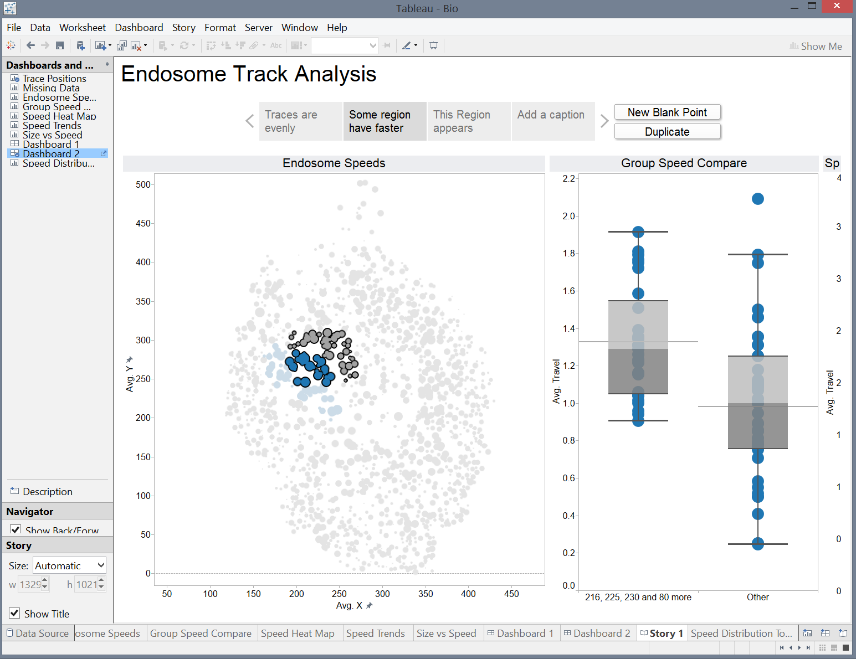 Tableau - Bio
File Data Worksheet Dashboard Story Format Server Window Help
Abc
Show Me
Dashboards and ...
Trace Positions
Missing Data
Endosome Spe...
Group Speed ...
Speed Heat Map
Speed Trends
Size vs Speed
Dashboard 1
Dashboard 2
Speed Distribu...
Description
Navigator
Show Back/Forw
Story
Size: Automatic
w 1329 h 1021
Show Title
Endosome Track Analysis
Traces are
evenly
Some region
have faster
This Region
appears
Add a caption
New Blank Point
Duplicate
Endosome Speeds
500
450
400
350
300
250
200
150
100
50
0
Avg. Y
50 100 150 200 250 300 350 400 450
Avg. X
Group Speed Compare
2.2
2.0
1.8
1.6
1.4
1.2
1.0
0.8
0.6
0.4
0.2
0.0
Avg. Travel
216, 225, 230 and 80 more Other
Sp
4
3
3
2
2
1
1
0
0
Avg. Travel
Data Source osome Speeds Group Speed Compare Speed Heat Map Speed Trends Size vs Speed Dashboard 1 Dashboard 2 Story 1 Speed Distribution To...